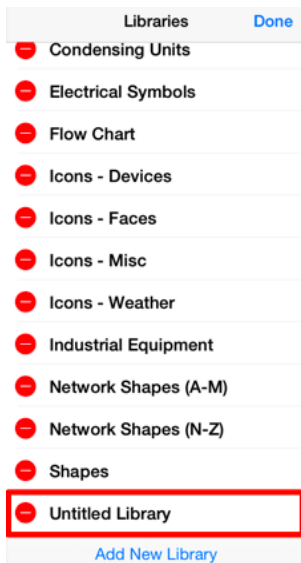 Libraries Done
Condensing Units
Electrical Symbols
Flow Chart
Icons - Devices
Icons - Faces
Icons - Misc
Icons - Weather
Industrial Equipment
Network Shapes (A-M)
Network Shapes (N-Z)
Shapes
Untitled Library
Add New Library